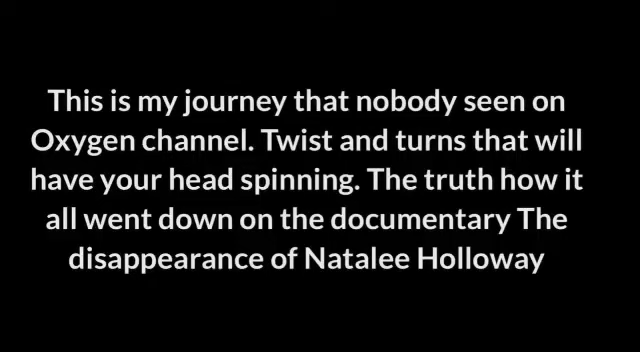 This is my journey that nobody seen on
Oxygen channel. Twist and turns that will
have your head spinning. The truth how it
all went down on the documentary The
disappearance of Natalee Holloway